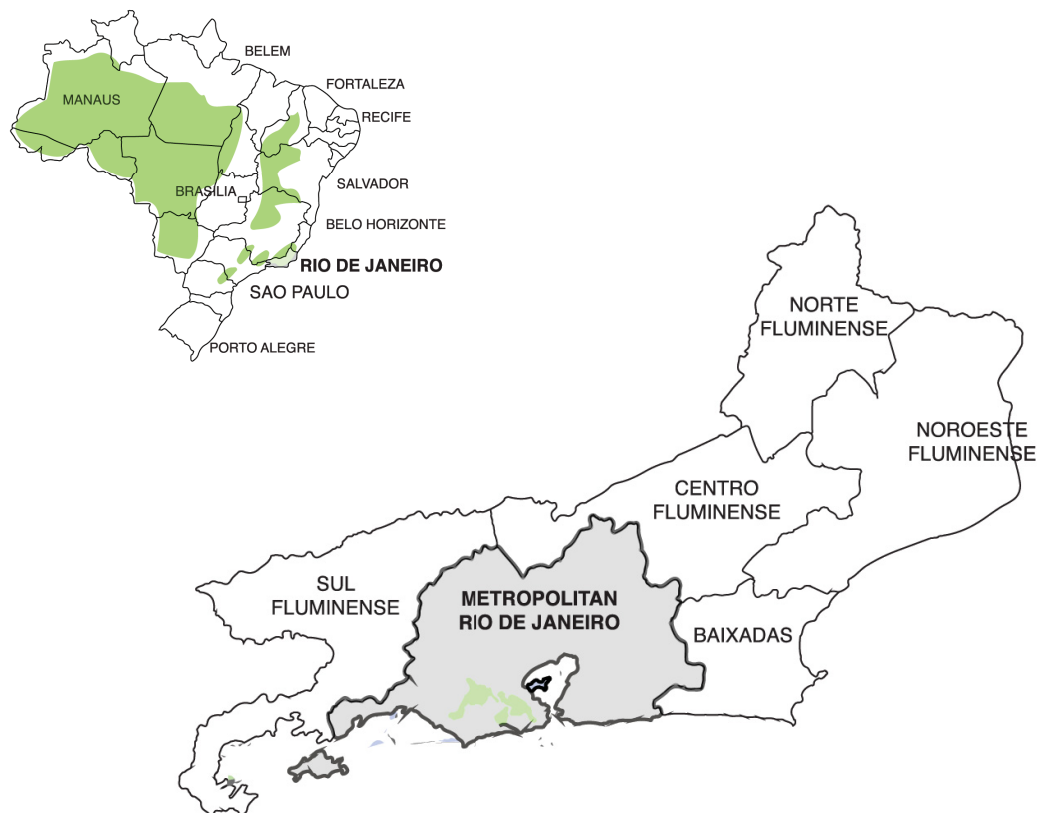 BELEM
FORTALEZA
MANAUS
RECIFE
SALVADOR
BRASILIA
BELO HORIZONTE
RIO DE JANEIRO
SAO PAULO
PORTO ALEGRE
NORTE
FLUMINENSE
NOROESTE
FLUMINENSE
CENTRO
FLUMINENSE
SUL
FLUMINENSE
METROPOLITAN
RIO DE JANEIRO
BAIXADAS